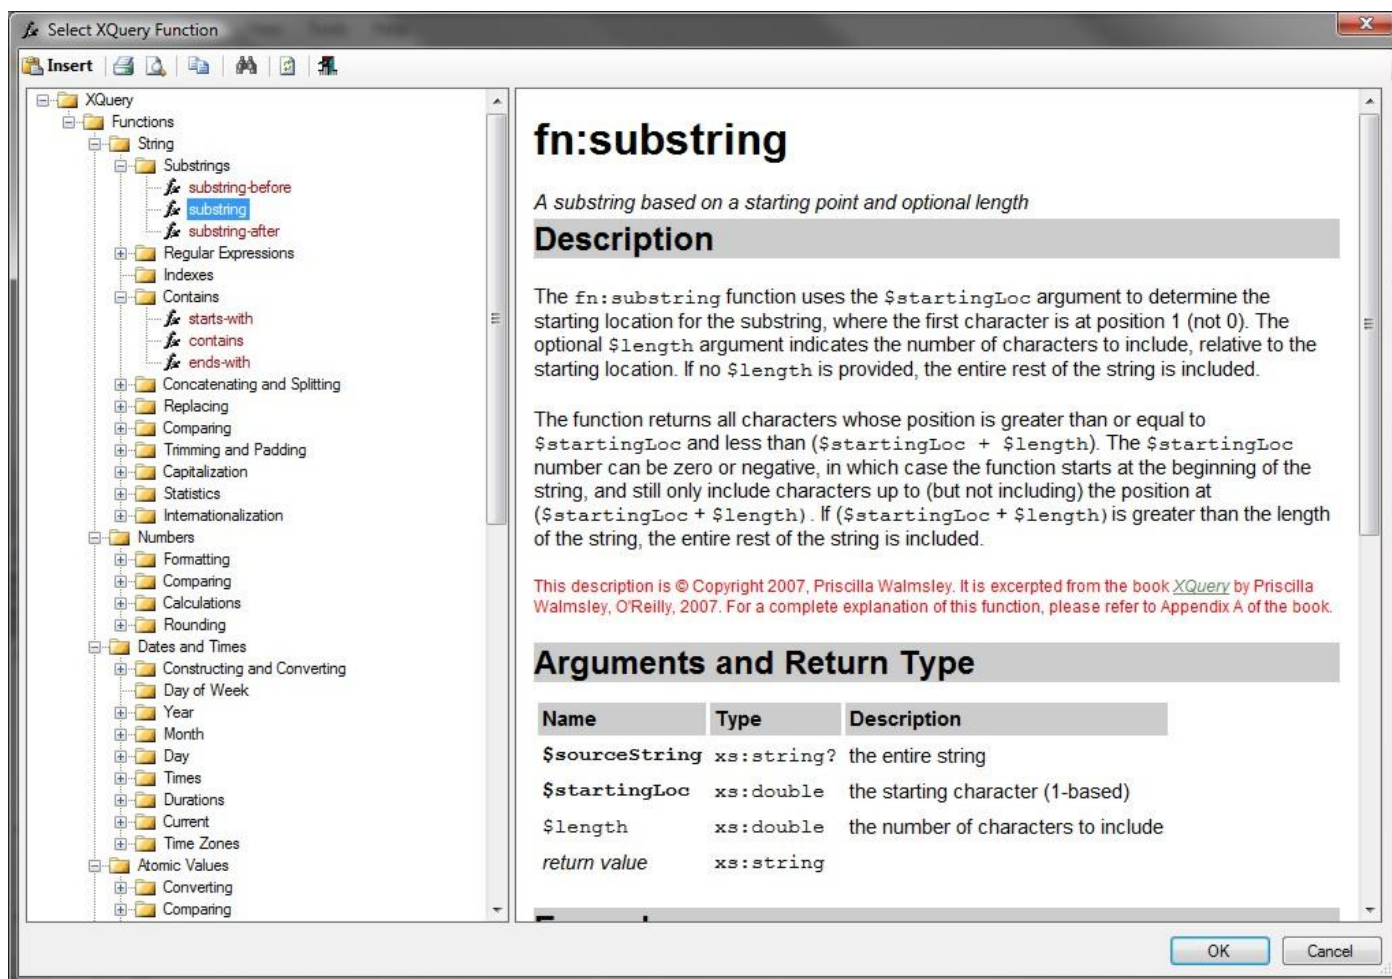 Select XQuery Function
Insert
XQuery
Functions
String
Substrings
substring-before
substring
substring-after
Regular Expressions
Indexes
Contains
starts-with
contains
ends-with
Concatenating and Splitting
Replacing
Comparing
Trimming and Padding
Capitalization
Statistics
Internationalization
Numbers
Formatting
Comparing
Calculations
Rounding
Dates and Times
Constructing and Converting
Day of Week
Year
Month
Day
Times
Durations
Current
Time Zones
Atomic Values
Converting
Comparing
fn:substring
A substring based on a starting point and optional length
Description
The fn:substring function uses the $startingLoc argument to determine the
starting location for the substring, where the first character is at position 1 (not 0). The
optional $length argument indicates the number of characters to include, relative to the
starting location. If no $length is provided, the entire rest of the string is included.
The function returns all characters whose position is greater than or equal to
$startingLoc and less than ($startingLoc + $length). The $startingLoc
number can be zero or negative, in which case the function starts at the beginning of the
string, and still only include characters up to (but not including) the position at
($startingLoc + $length). If ($startingLoc + $length) is greater than the length
of the string, the entire rest of the string is included.
This description is © Copyright 2007, Priscilla Walmsley. It is excerpted from the book XQuery by Priscilla
Walmsley, O'Reilly, 2007. For a complete explanation of this function, please refer to Appendix A of the book.
Arguments and Return Type
Name Type Description
$sourceString xs:string? the entire string
$startingLoc xs:double the starting character (1-based)
$length xs:double the number of characters to include
return value xs:string
OK Cancel